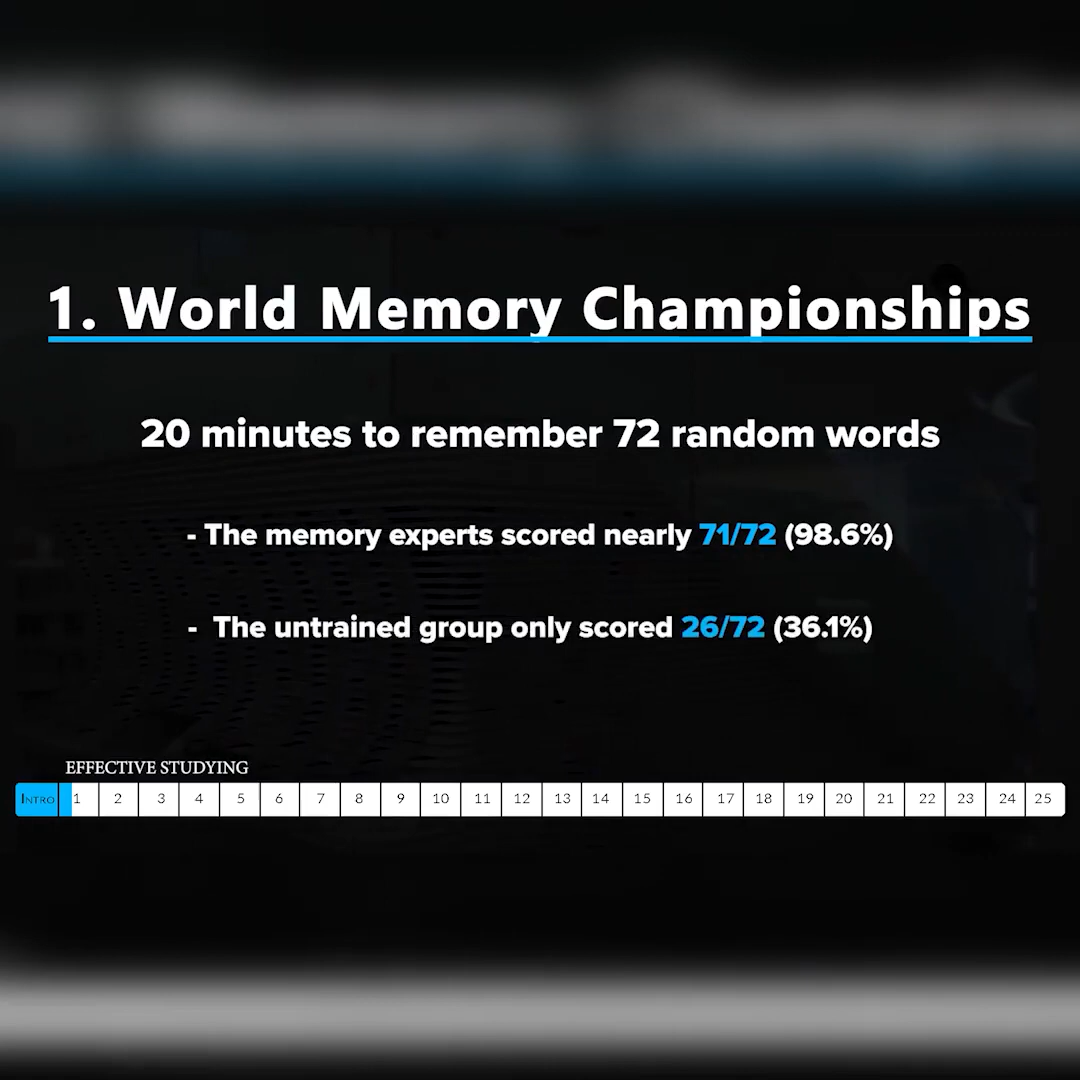 1. World Memory Championships
20 minutes to remember 72 random words
- The memory experts scored nearly 71/72 (98.6%)
- The untrained group only scored 26/72 (36.1%)
EFFECTIVE STUDYING
INTRO 1 2 3 4 5 6 7 8 9 10 11 12 13 14 15 16 17 18 19 20 21 22 23 24 25